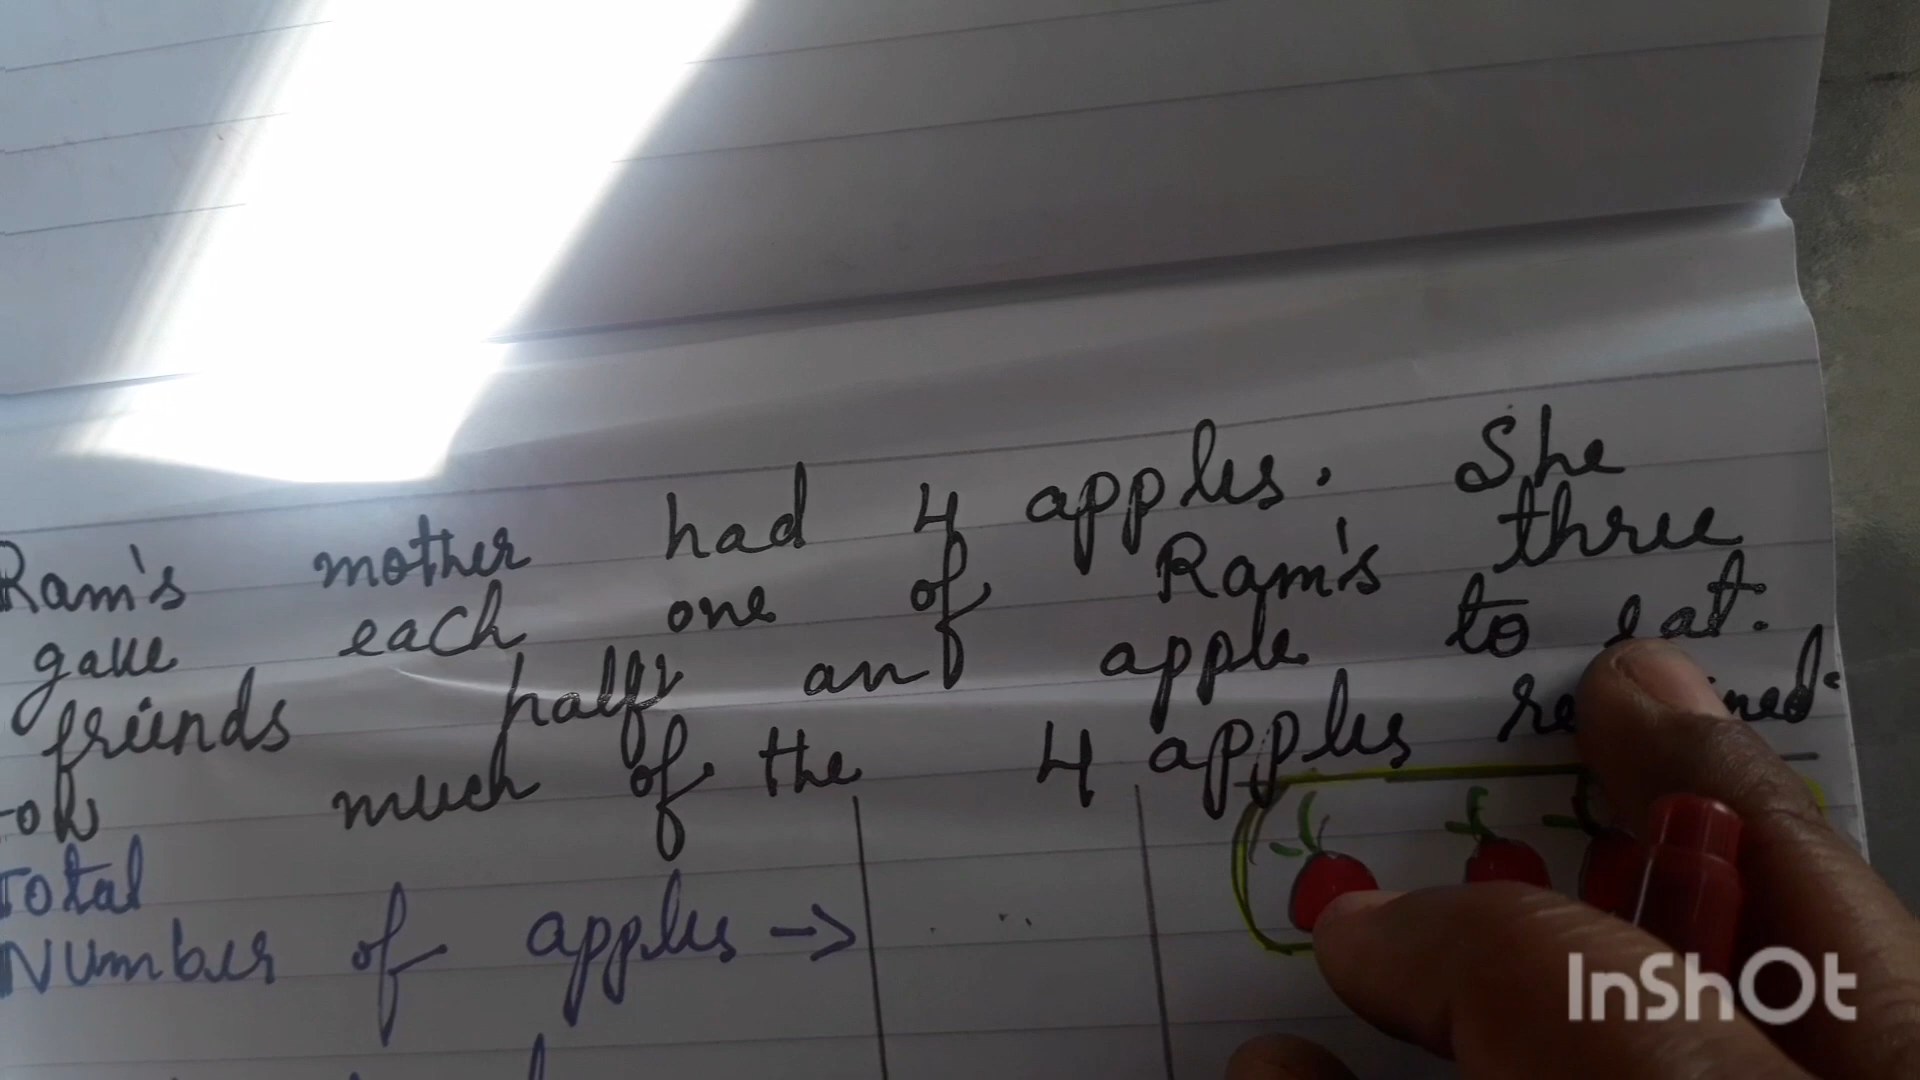 Ram's mother had 4 apples. She
gave each one of Ram's three
friends half an apple to eat.
much of the 4 apples
Total
Number of apples →
InShOt